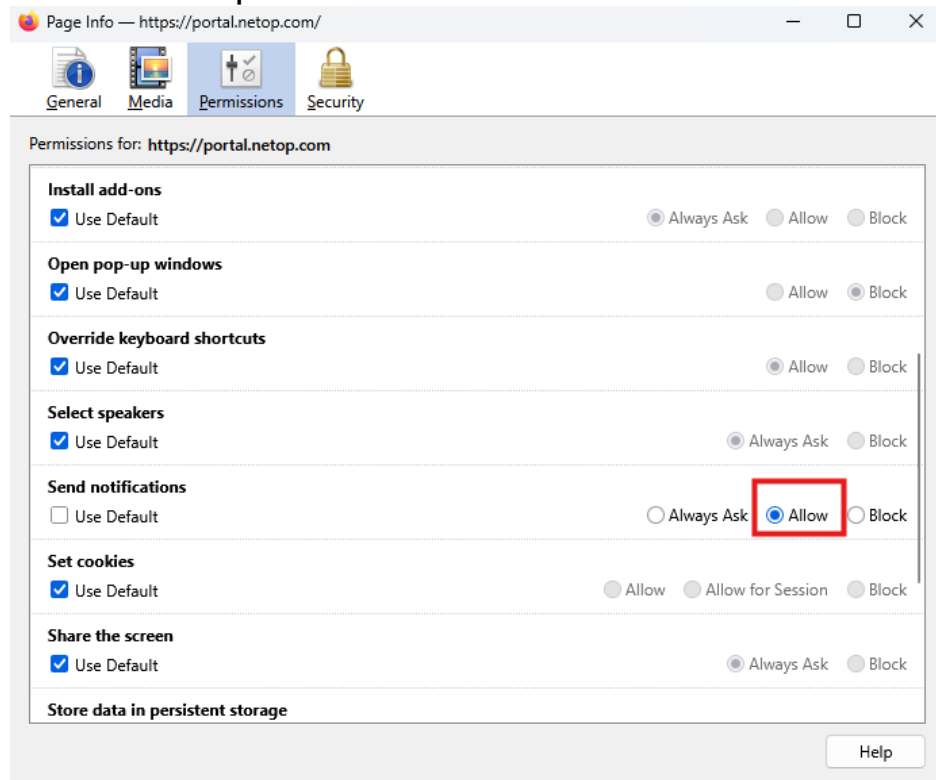 Page Info — https://portal.netop.com/
General Media Permissions Security
Permissions for: https://portal.netop.com
Install add-ons
Use Default Always Ask Allow Block
Open pop-up windows
Use Default Allow Block
Override keyboard shortcuts
Use Default Allow Block
Select speakers
Use Default Always Ask Block
Send notifications
Use Default Always Ask Allow Block
Set cookies
Use Default Allow Allow for Session Block
Share the screen
Use Default Always Ask Block
Store data in persistent storage
Help